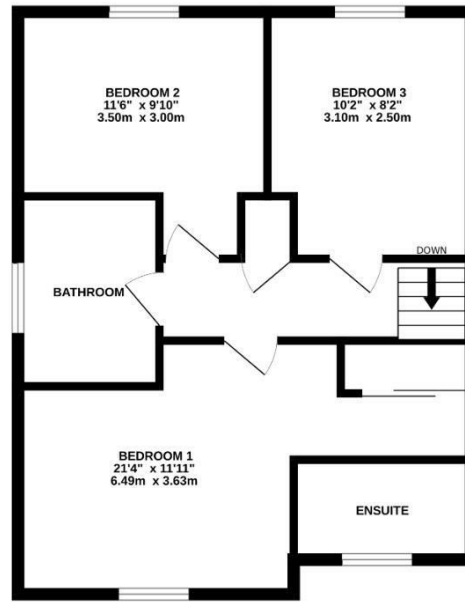 BEDROOM 2
11'6" x 9'10"
3.50m x 3.00m
BEDROOM 3
10'2" x 8'2"
3.10m x 2.50m
DOWN
BATHROOM
BEDROOM 1
21'4" x 11'11"
6.49m x 3.63m
ENSUITE